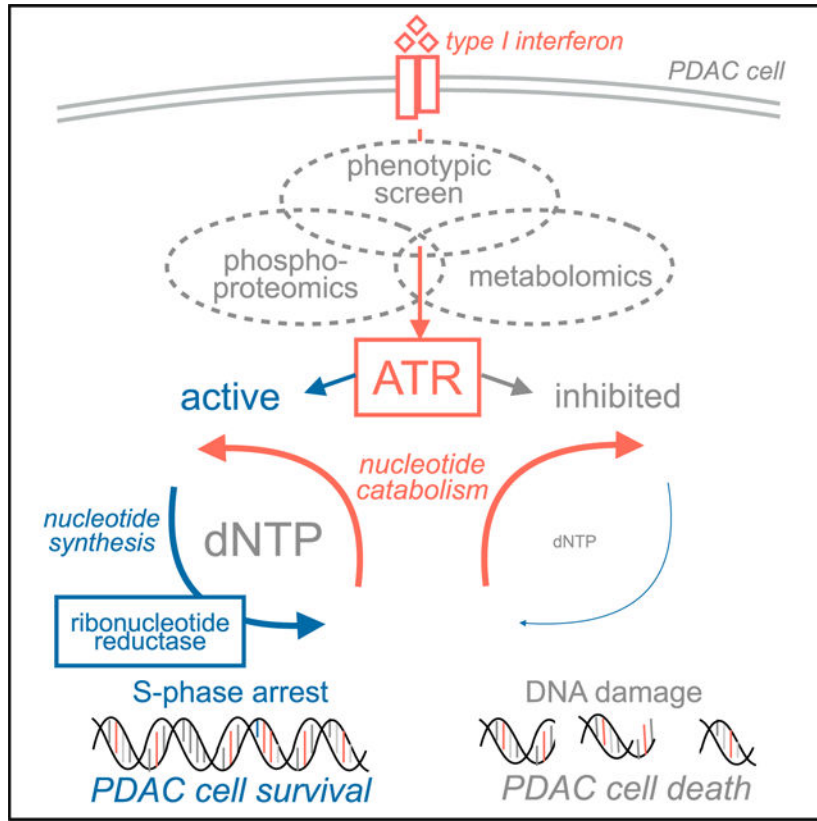 type I interferon
PDAC cell
phenotypic
screen
phospho-
proteomics
metabolomics
ATR
active
inhibited
nucleotide
catabolism
nucleotide
synthesis
dNTP
dNTP
ribonucleotide
reductase
S-phase arrest
DNA damage
PDAC cell survival
PDAC cell death